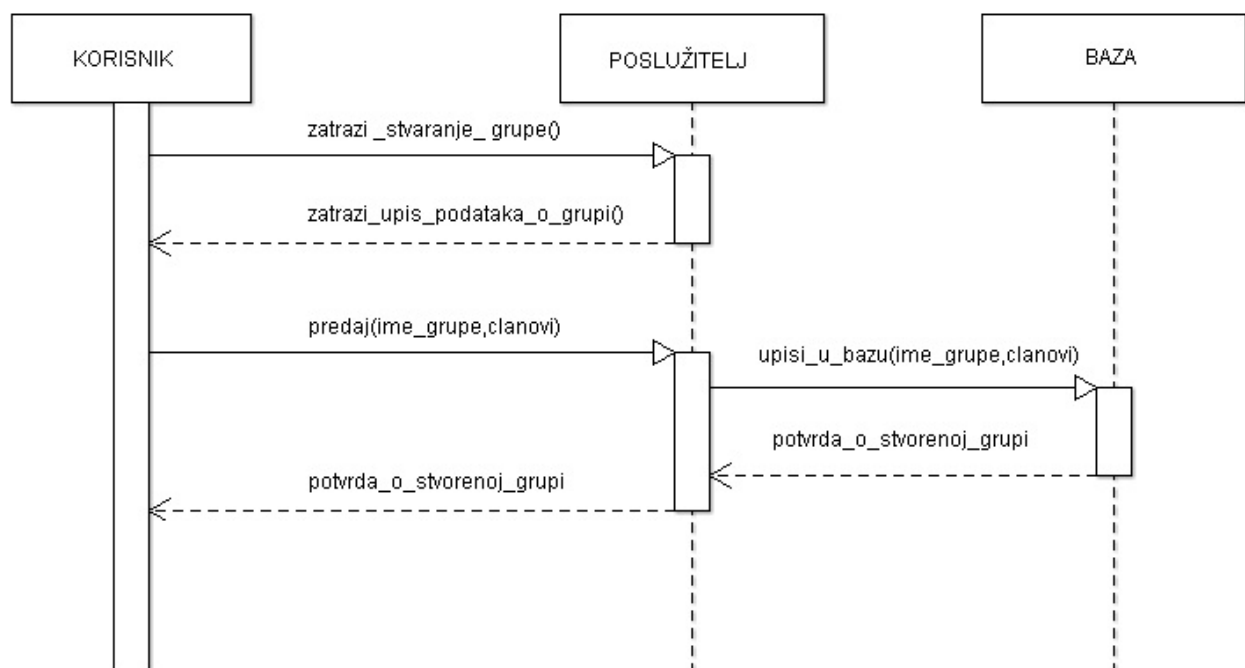 KORISNIK
POSLUŽITELJ
BAZA
zatrazi _stvaranje_ grupe()
zatrazi_upis_podataka_o_grupi()
predaj(ime_grupe,clanovi)
upisi_u_bazu(ime_grupe,clanovi)
potvrda_o_stvorenoj_grupi
potvrda_o_stvorenoj_grupi